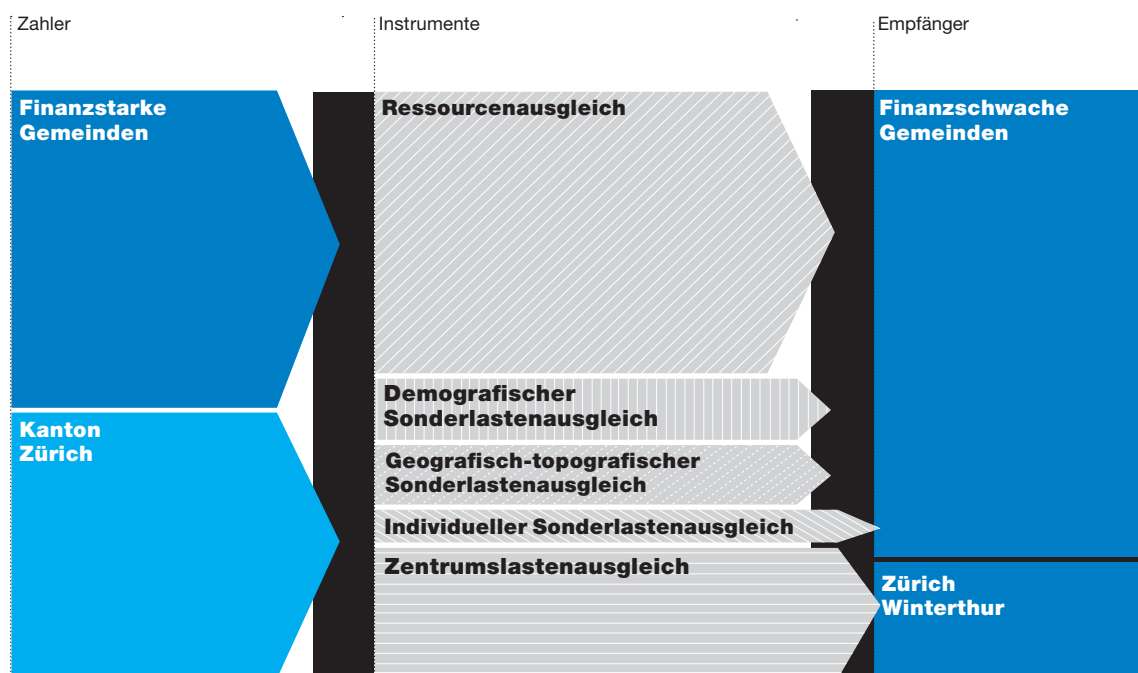 Zahler
Instrumente
Empfänger
Finanzstarke
Gemeinden
Ressourcenausgleich
Finanzschwache
Gemeinden
Demografischer
Sonderlastenausgleich
Kanton
Zürich
Geografisch-topografischer
Sonderlastenausgleich
Individueller Sonderlastenausgleich
Zentrumslastenausgleich
Zürich
Winterthur